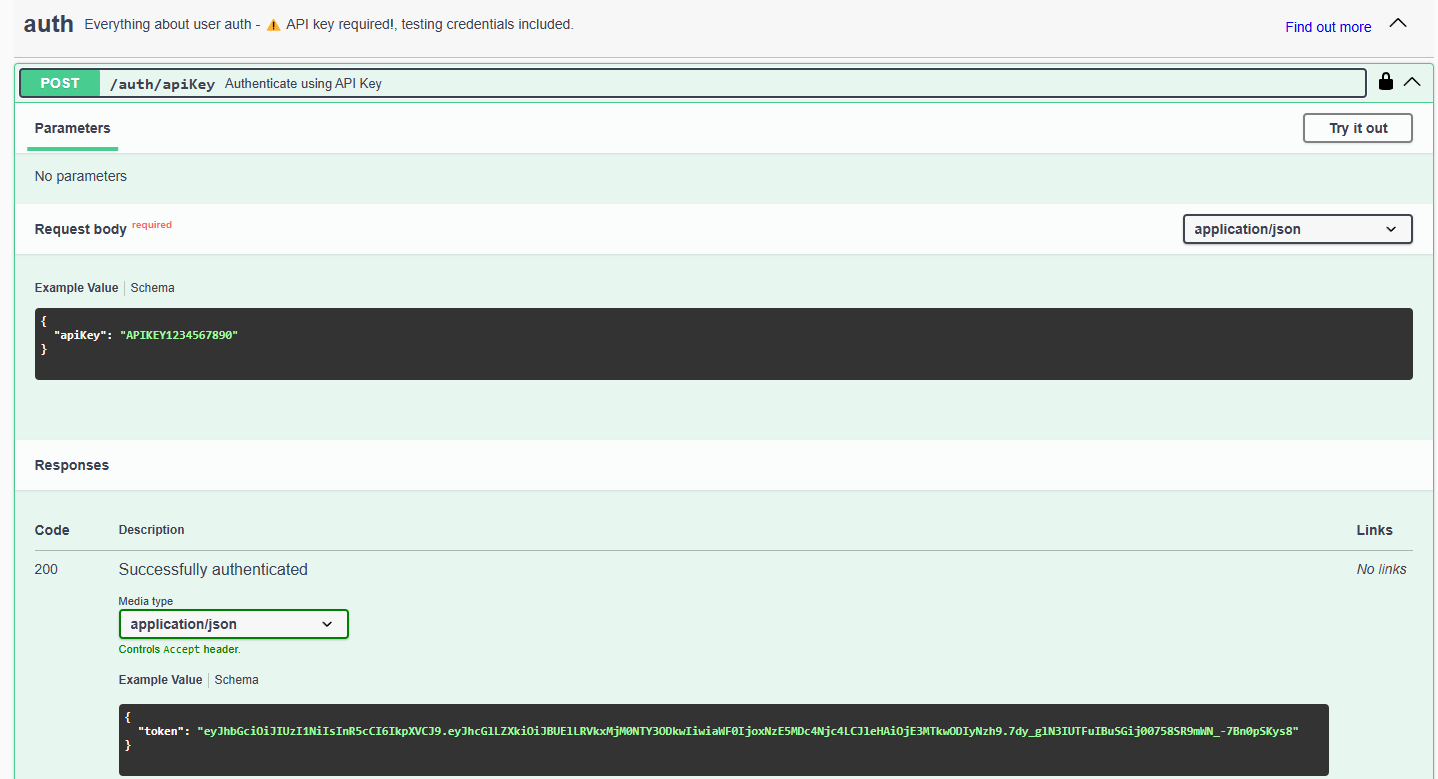 auth Everything about user auth - ⚠️ API key required!, testing credentials included. Find out more
POST /auth/apiKey Authenticate using API Key
Parameters Try it out
No parameters
Request body required application/json
Example Value Schema
{
"apiKey": "APIKEY1234567890"
}
Responses
Code Description Links
200 Successfully authenticated No links
Media type
application/json
Controls Accept header.
Example Value Schema
{
"token": "eyJhbGciOiJIUzI1NiIsInR5cCI6IkpXVCJ9.eyJhcGlLZXkiOiJBUElLRVkxMjM0NTY3ODkwIiwiaWF0IjoxNzE5MDc4Njc4LCJleHAiOjE3MTkwODIyNzh9.7dy_g1N3IUTFuIBuSGij00758SR9mWN_-7Bn0pSKys8"
}